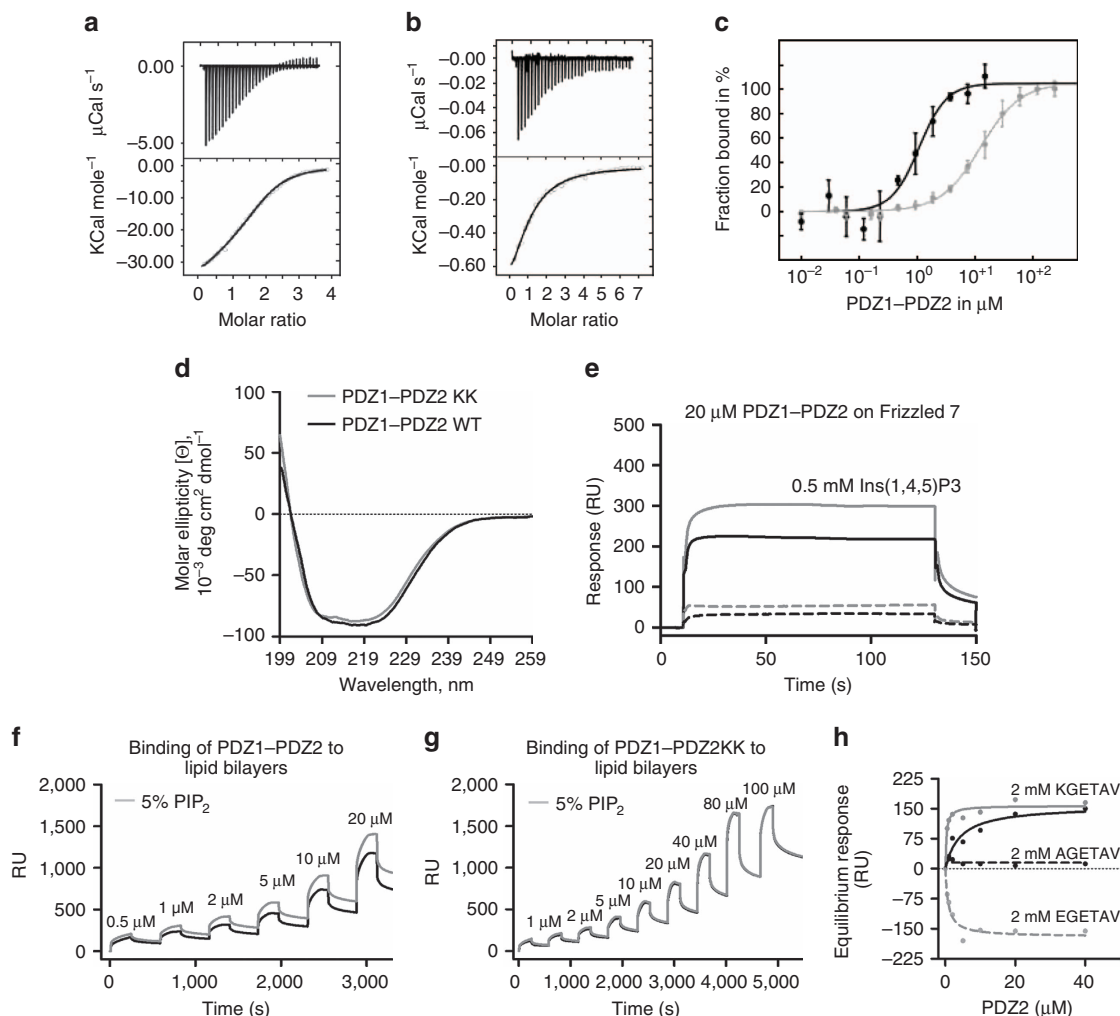 a
0.00
−5.00
μCal s−1
0.00
−10.00
−20.00
−30.00
KCal mole−1
0 1 2 3 4
Molar ratio
b
−0.00
−0.02
−0.04
−0.06
μCal s−1
−0.00
−0.20
−0.40
−0.60
KCal mole−1
0 1 2 3 4 5 6 7
Molar ratio
c
100
80
60
40
20
0
Fraction bound in %
10−2 10−1 100 10+1 10+2
PDZ1–PDZ2 in μM
d
100
50
0
−50
−100
Molar ellipticity [Θ],
10−3 deg cm2 dmol−1
PDZ1–PDZ2 KK
PDZ1–PDZ2 WT
199 209 219 229 239 249 259
Wavelength, nm
e
20 μM PDZ1–PDZ2 on Frizzled 7
500
400
300
200
100
0
Response (RU)
0.5 mM Ins(1,4,5)P3
0 50 100 150
Time (s)
f
Binding of PDZ1–PDZ2 to
lipid bilayers
2,000
1,500
1,000
500
0
RU
5% PIP2
0.5 μM
1 μM
2 μM
5 μM
10 μM
20 μM
0 1,000 2,000 3,000
Time (s)
g
Binding of PDZ1–PDZ2KK to
lipid bilayers
2,000
1,500
1,000
500
0
RU
5% PIP2
1 μM
2 μM
5 μM
10 μM
20 μM
40 μM
80 μM
100 μM
0 1,000 2,000 3,000 4,000 5,000
Time (s)
h
225
150
75
0
−75
−150
−225
Equilibrium response
(RU)
2 mM KGETAV
2 mM AGETAV
2 mM EGETAV
0 10 20 30 40
PDZ2 (μM)